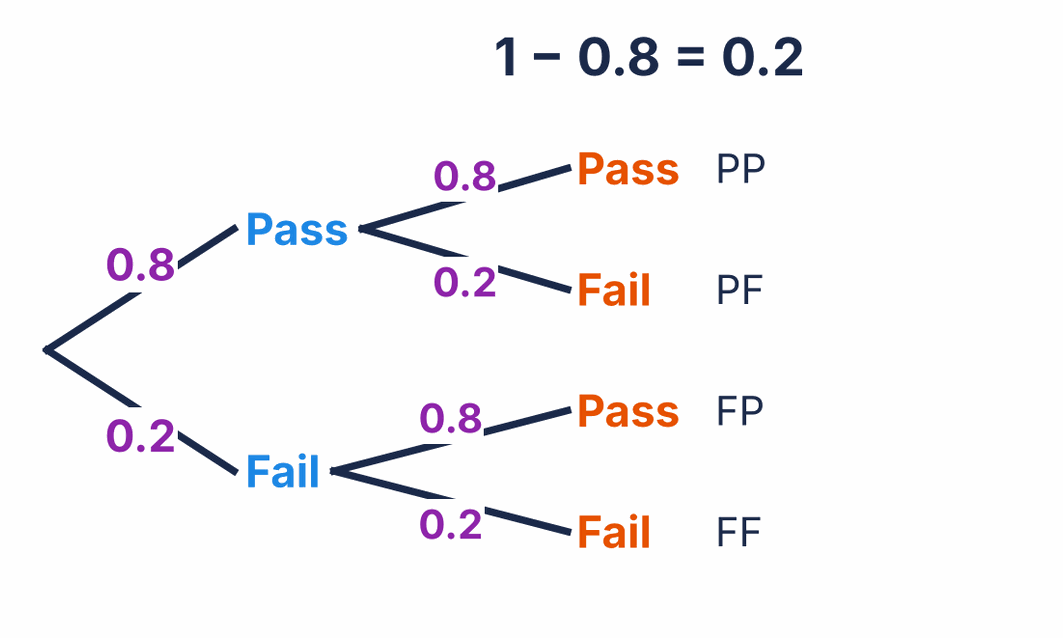 1 − 0.8 = 0.2
0.8 Pass PP
0.8 Pass
0.2 Fail PF
0.2 Fail
0.8 Pass FP
0.2 Fail FF